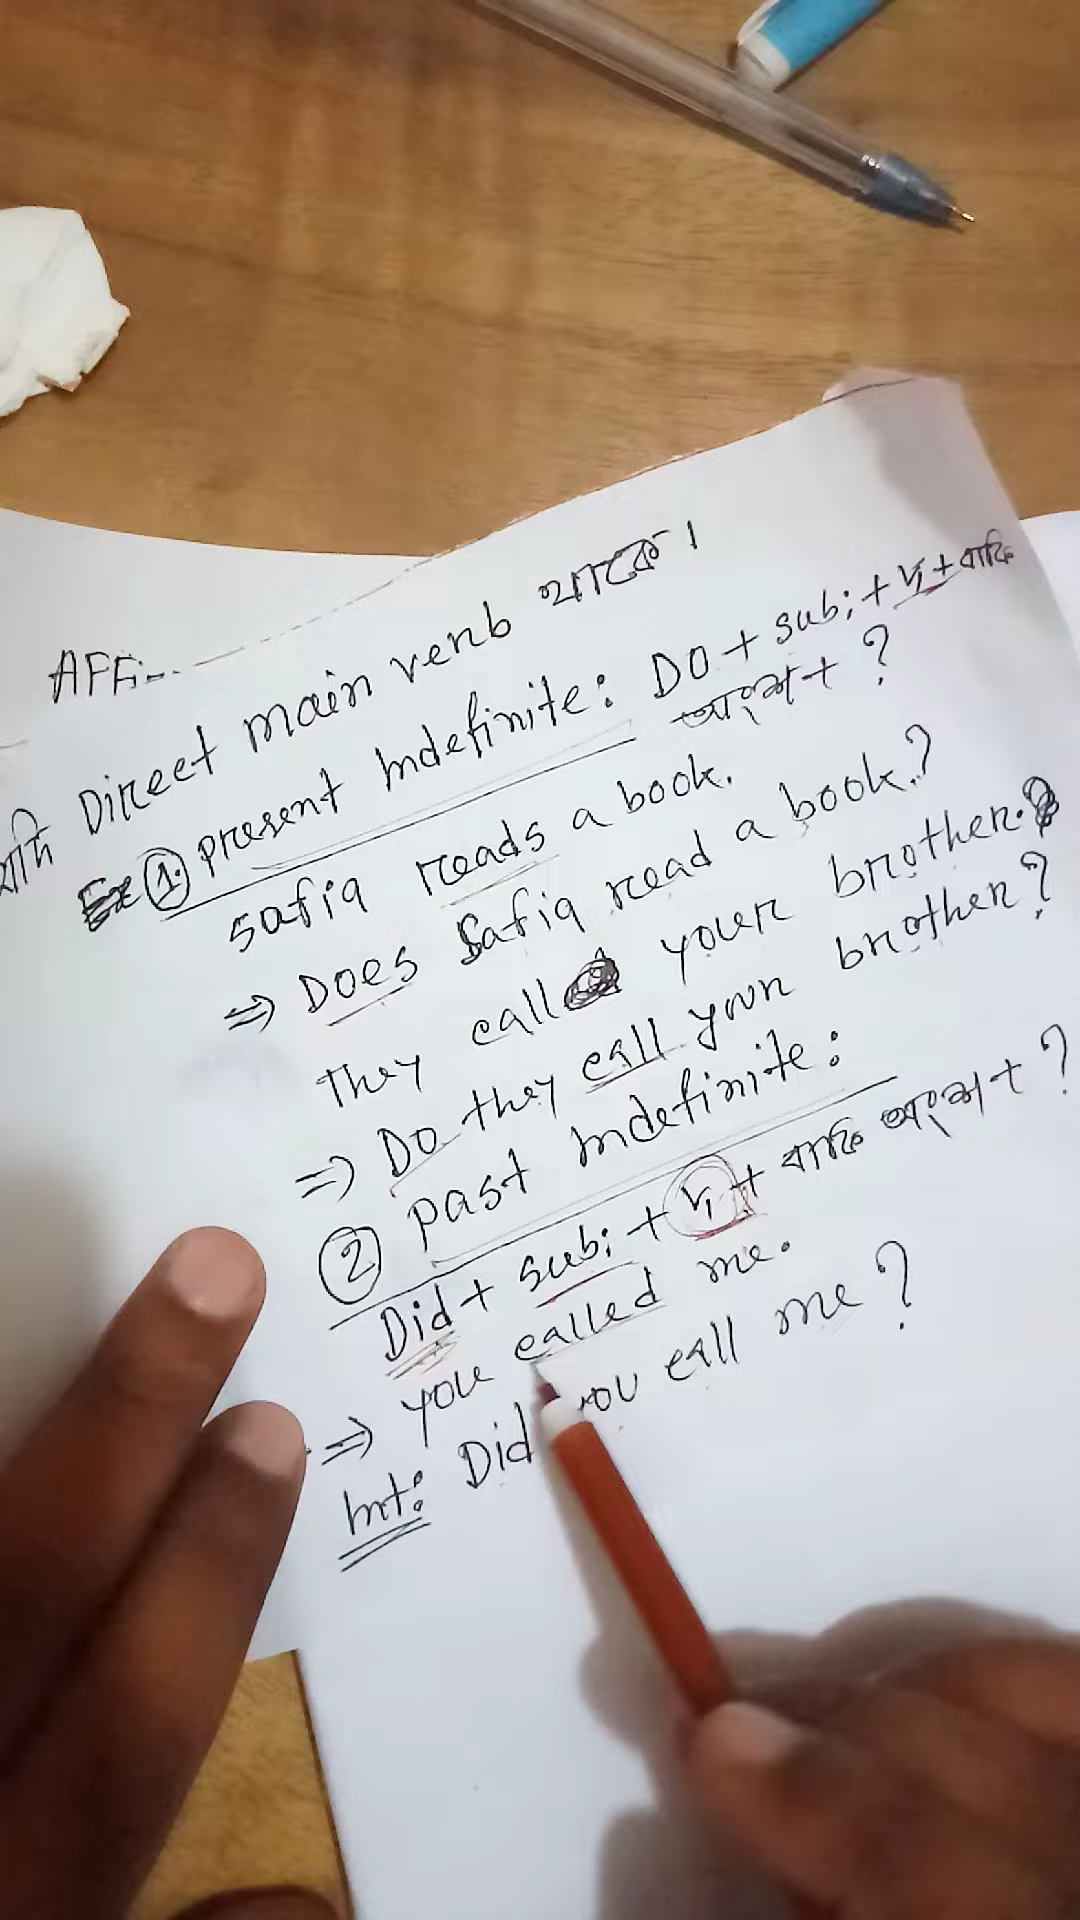 AFF:-
যদি Direct main verb থাকে।
Ex ① present Indefinite: DO + sub: + V₁ + বাকি
অংশ + ?
Safiq reads a book.
⇒ Does Safiq read a book?
They call your brother.
⇒ Do they call your brother?
② past Indefinite:
Did + sub: + V₁ + বাকি অংশ + ?
⇒ you called me.
Int: Did you call me?